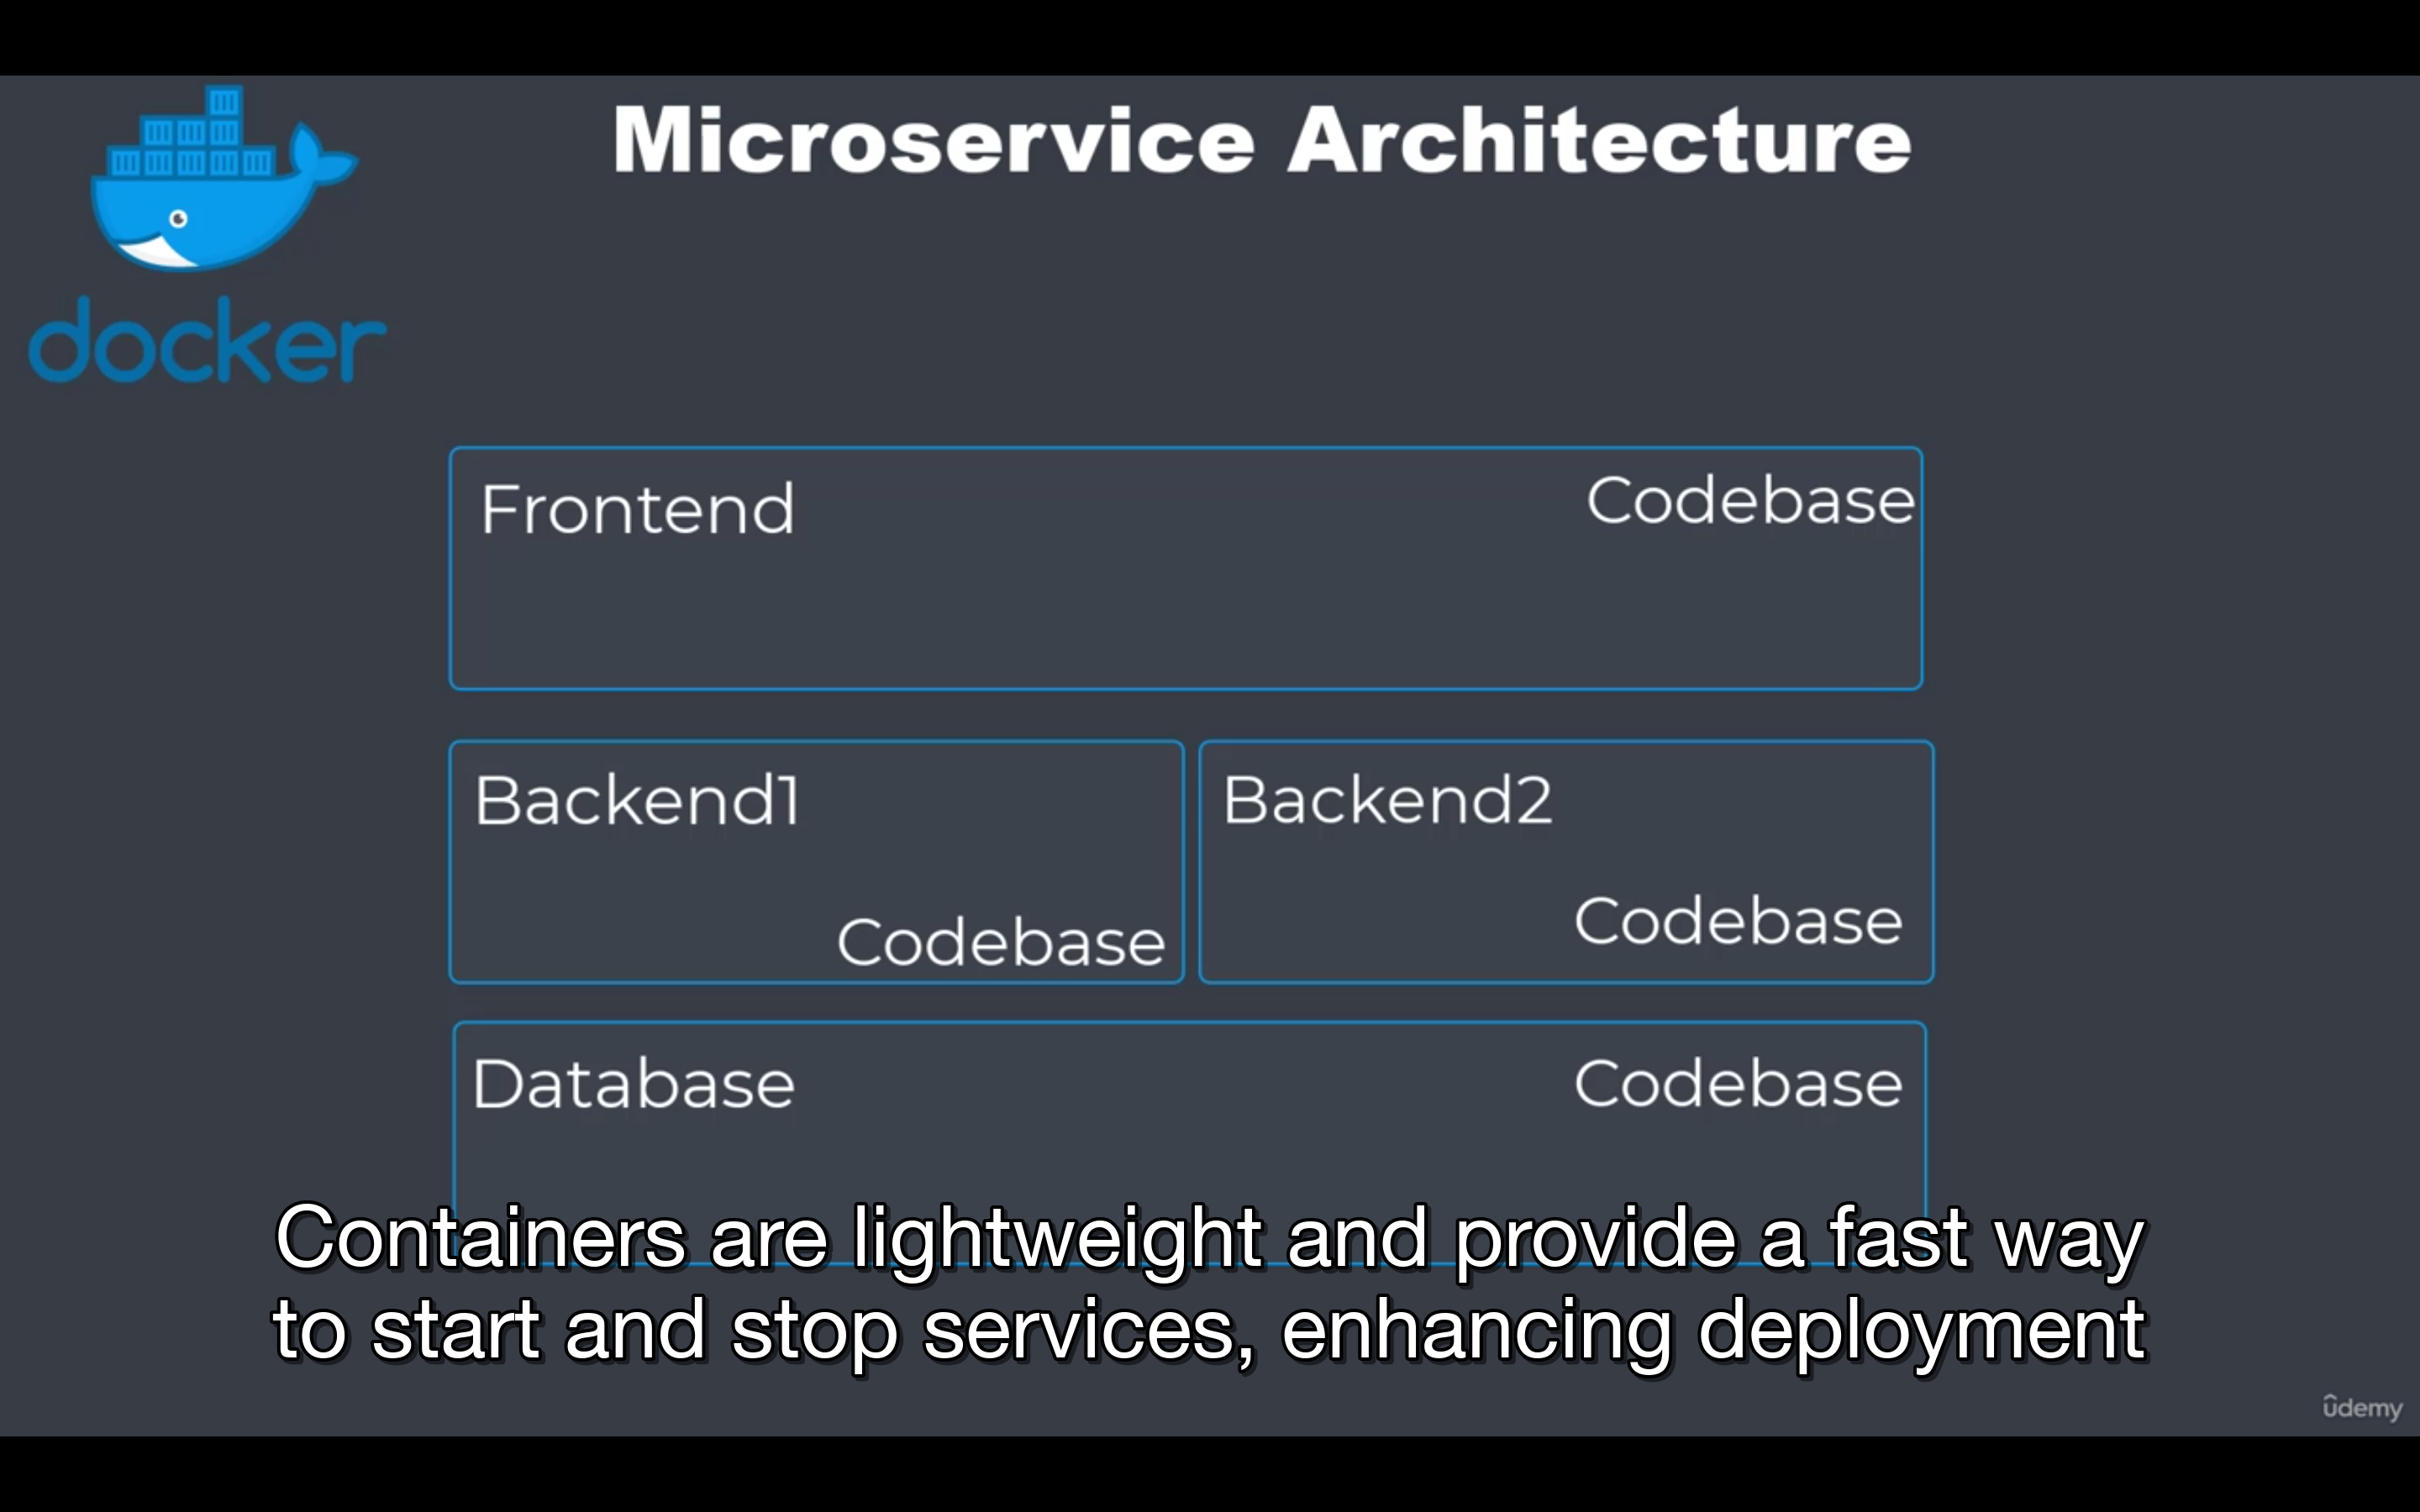 Microservice Architecture
docker
Frontend
Codebase
Backend1
Codebase
Backend2
Codebase
Database
Codebase
Containers are lightweight and provide a fast way
to start and stop services, enhancing deployment
ûdemy